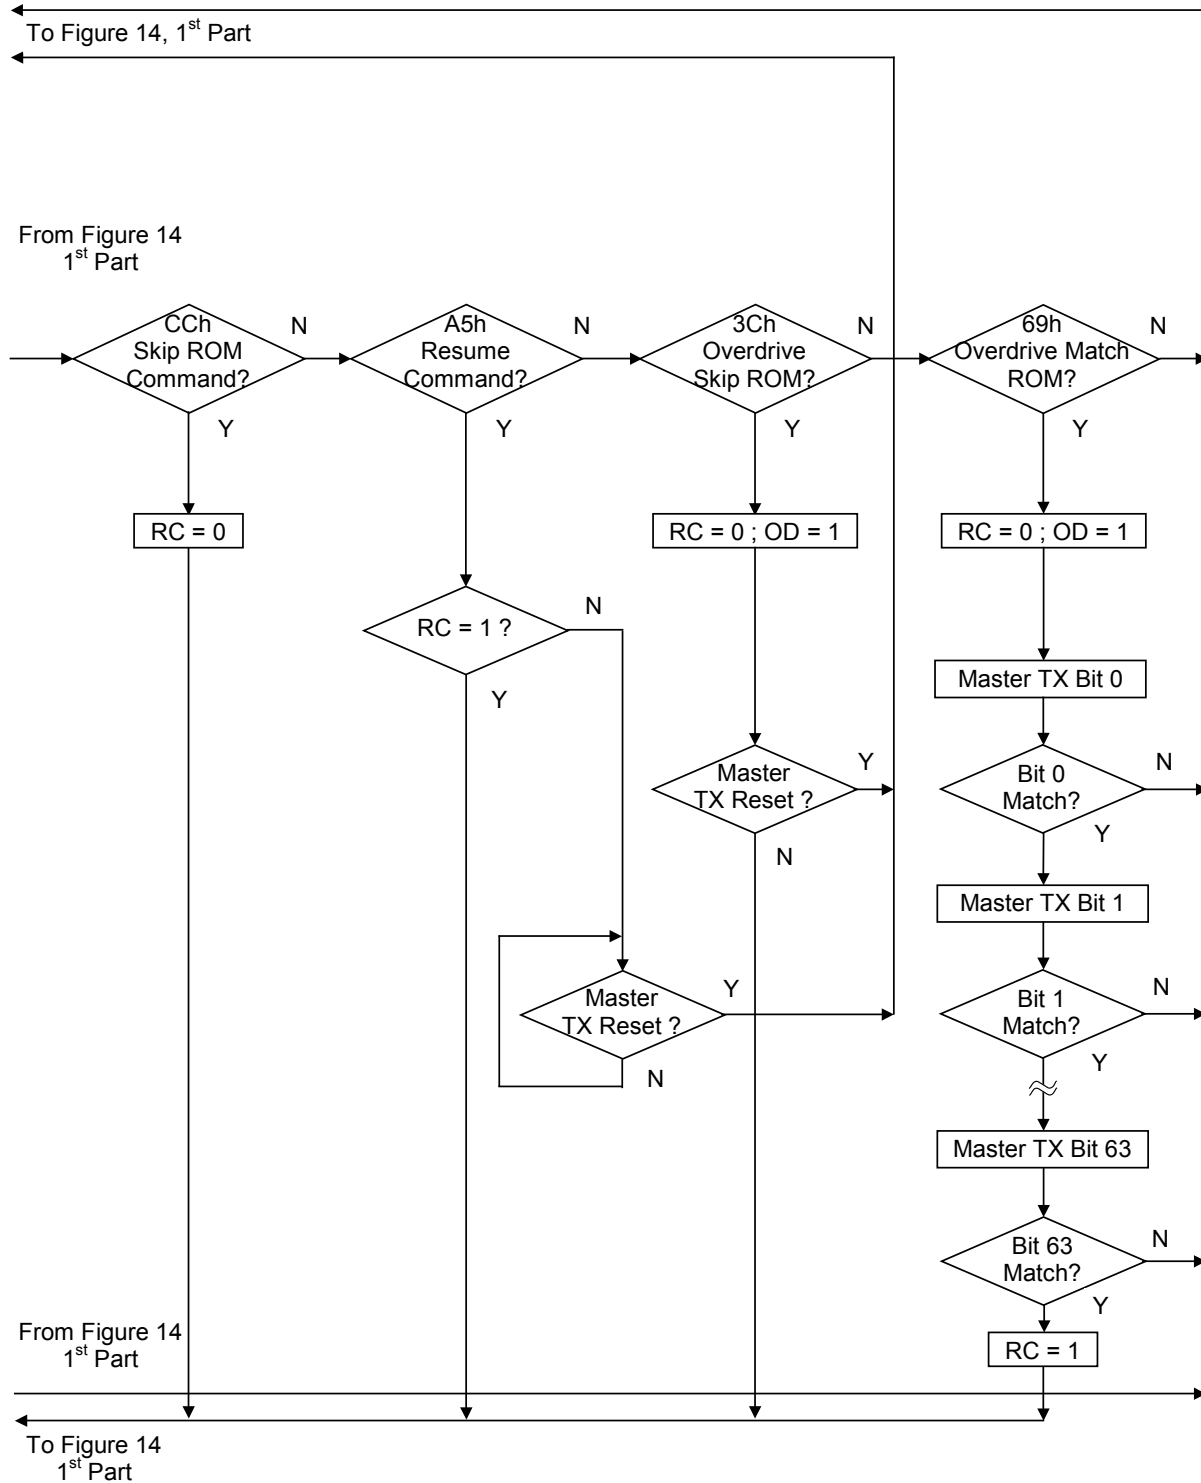 To Figure 14, 1st Part
From Figure 14
1st Part
CCh
Skip ROM
Command?
N
Y
A5h
Resume
Command?
N
Y
3Ch
Overdrive
Skip ROM?
N
Y
69h
Overdrive Match
ROM?
N
Y
RC = 0
RC = 0 ; OD = 1
RC = 0 ; OD = 1
RC = 1 ?
N
Y
Master TX Bit 0
Master
TX Reset ?
Y
N
Bit 0
Match?
N
Y
Master TX Bit 1
Master
TX Reset ?
Y
N
Bit 1
Match?
N
Y
Master TX Bit 63
Bit 63
Match?
N
Y
RC = 1
From Figure 14
1st Part
To Figure 14
1st Part